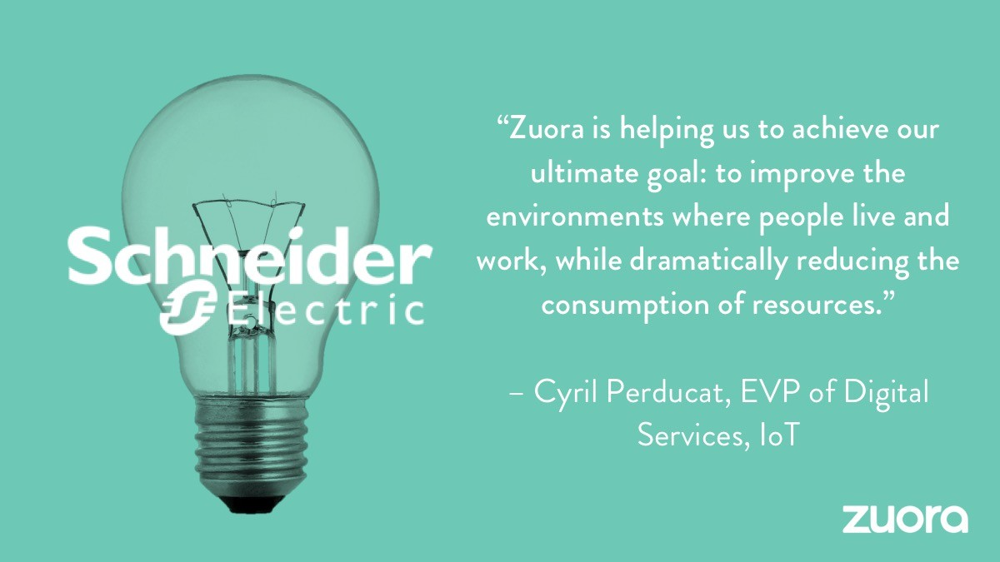 Schneider
Electric
“Zuora is helping us to achieve our
ultimate goal: to improve the
environments where people live and
work, while dramatically reducing the
consumption of resources.”
– Cyril Perducat, EVP of Digital
Services, IoT
zuora